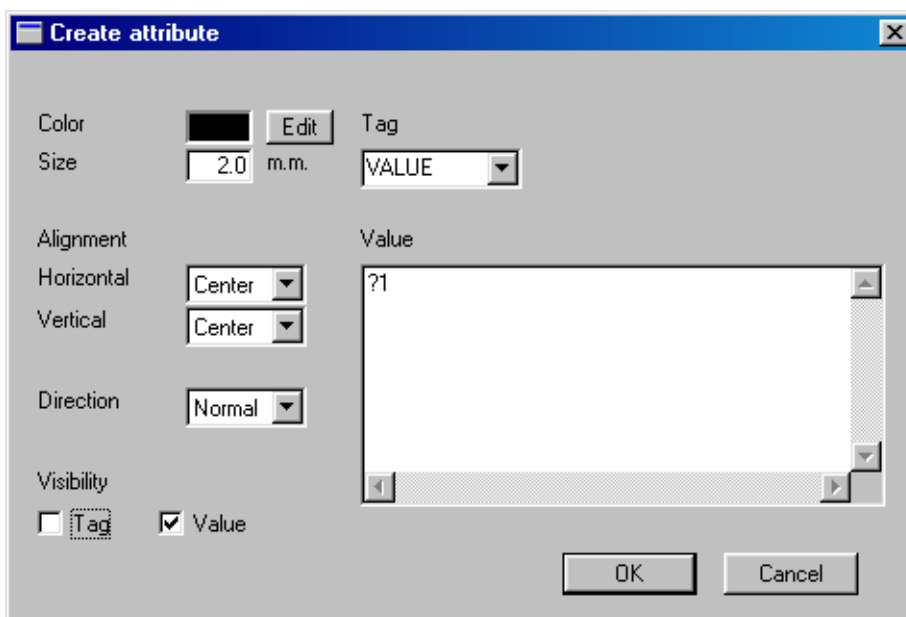 Create attribute
Color Edit Tag
Size 2.0 m.m. VALUE
Alignment Value
Horizontal Center ?1
Vertical Center
Direction Normal
Visibility
Tag Value
OK Cancel